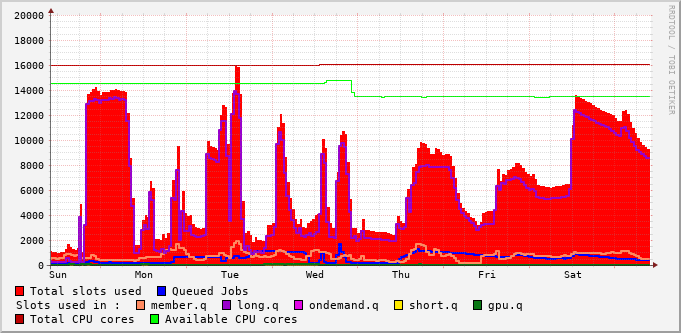 20000
18000
16000
14000
12000
10000
8000
6000
4000
2000
0
Sun Mon Tue Wed Thu Fri Sat
RRDTOOL / TOBI OETIKER
Total slots used Queued Jobs
Slots used in : member.q long.q ondemand.q short.q gpu.q
Total CPU cores Available CPU cores